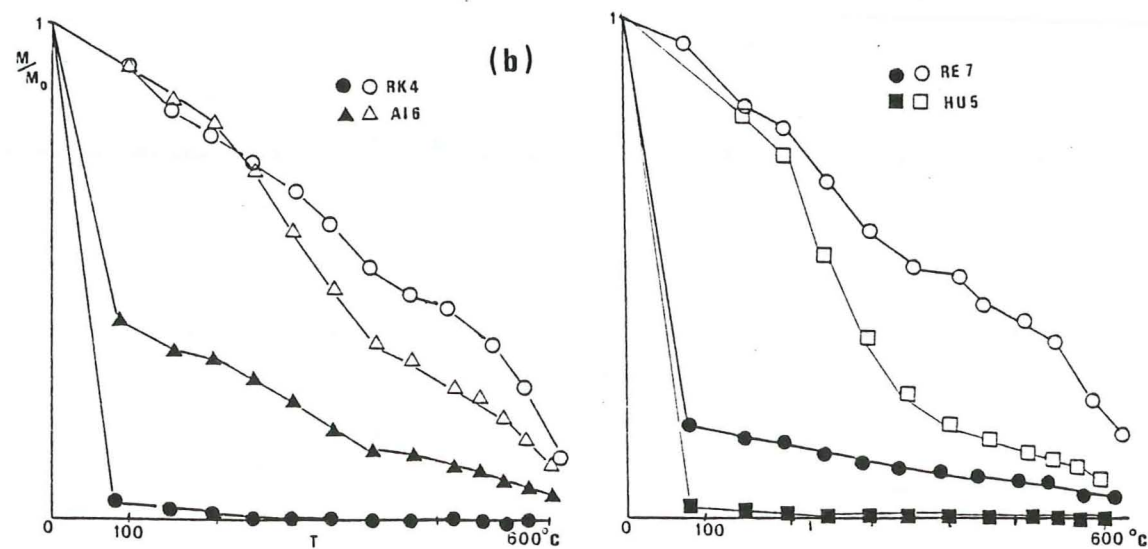 1
M/M₀
(b)
● ○ RK4
▲ △ AI6
0
100
T
600°C
1
● ○ RE7
■ □ HU5
0
100
600°C